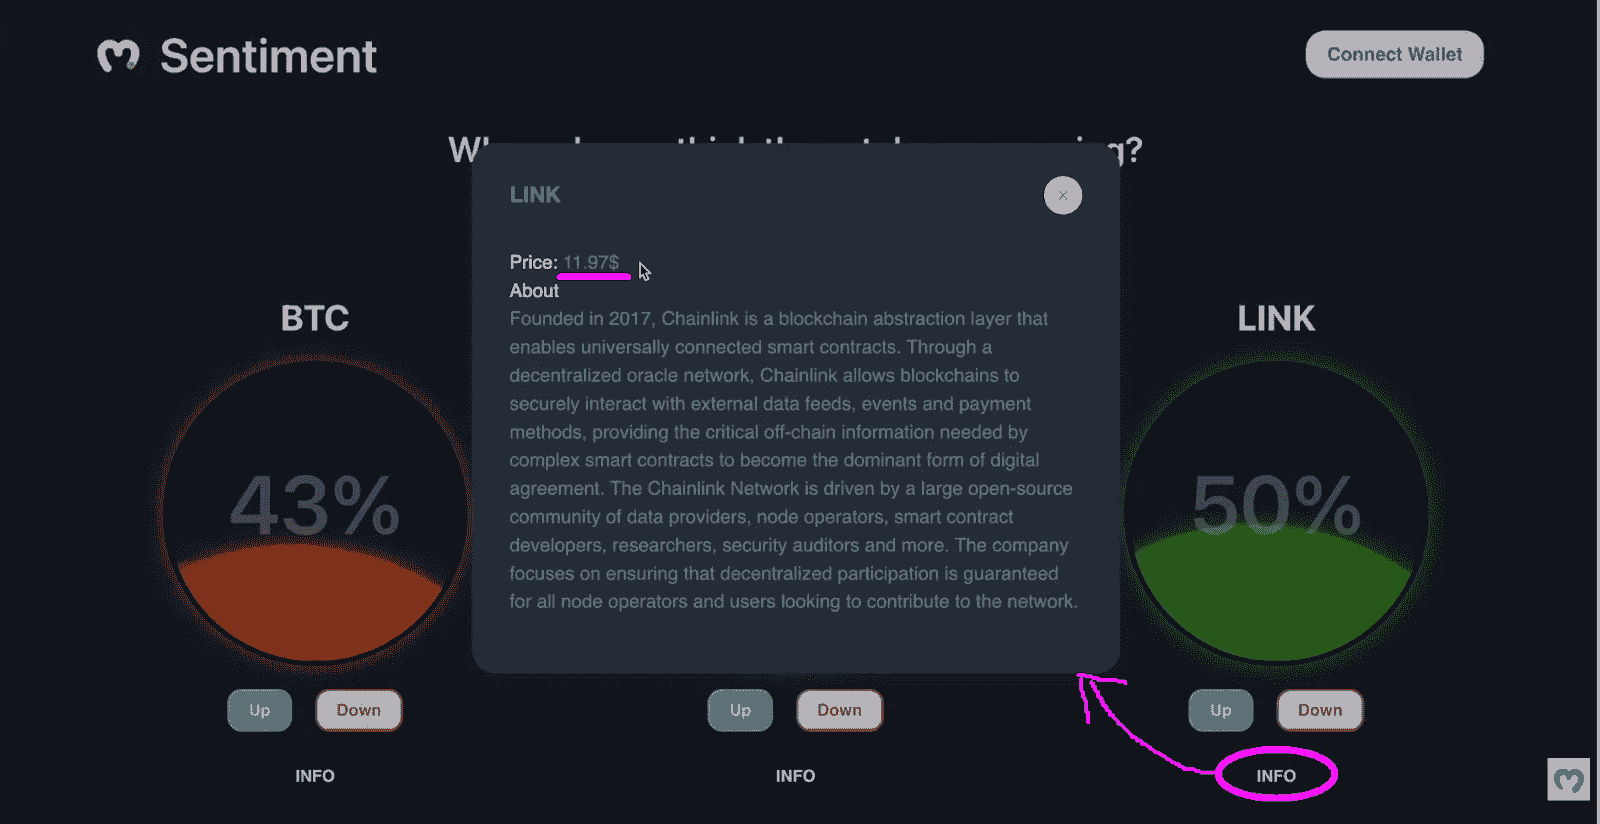 Sentiment
Connect Wallet
LINK
Price: 11.97$
About
Founded in 2017, Chainlink is a blockchain abstraction layer that
enables universally connected smart contracts. Through a
decentralized oracle network, Chainlink allows blockchains to
securely interact with external data feeds, events and payment
methods, providing the critical off-chain information needed by
complex smart contracts to become the dominant form of digital
agreement. The Chainlink Network is driven by a large open-source
community of data providers, node operators, smart contract
developers, researchers, security auditors and more. The company
focuses on ensuring that decentralized participation is guaranteed
for all node operators and users looking to contribute to the network.
BTC
43%
Up Down
INFO
Up Down
INFO
LINK
50%
Up Down
INFO